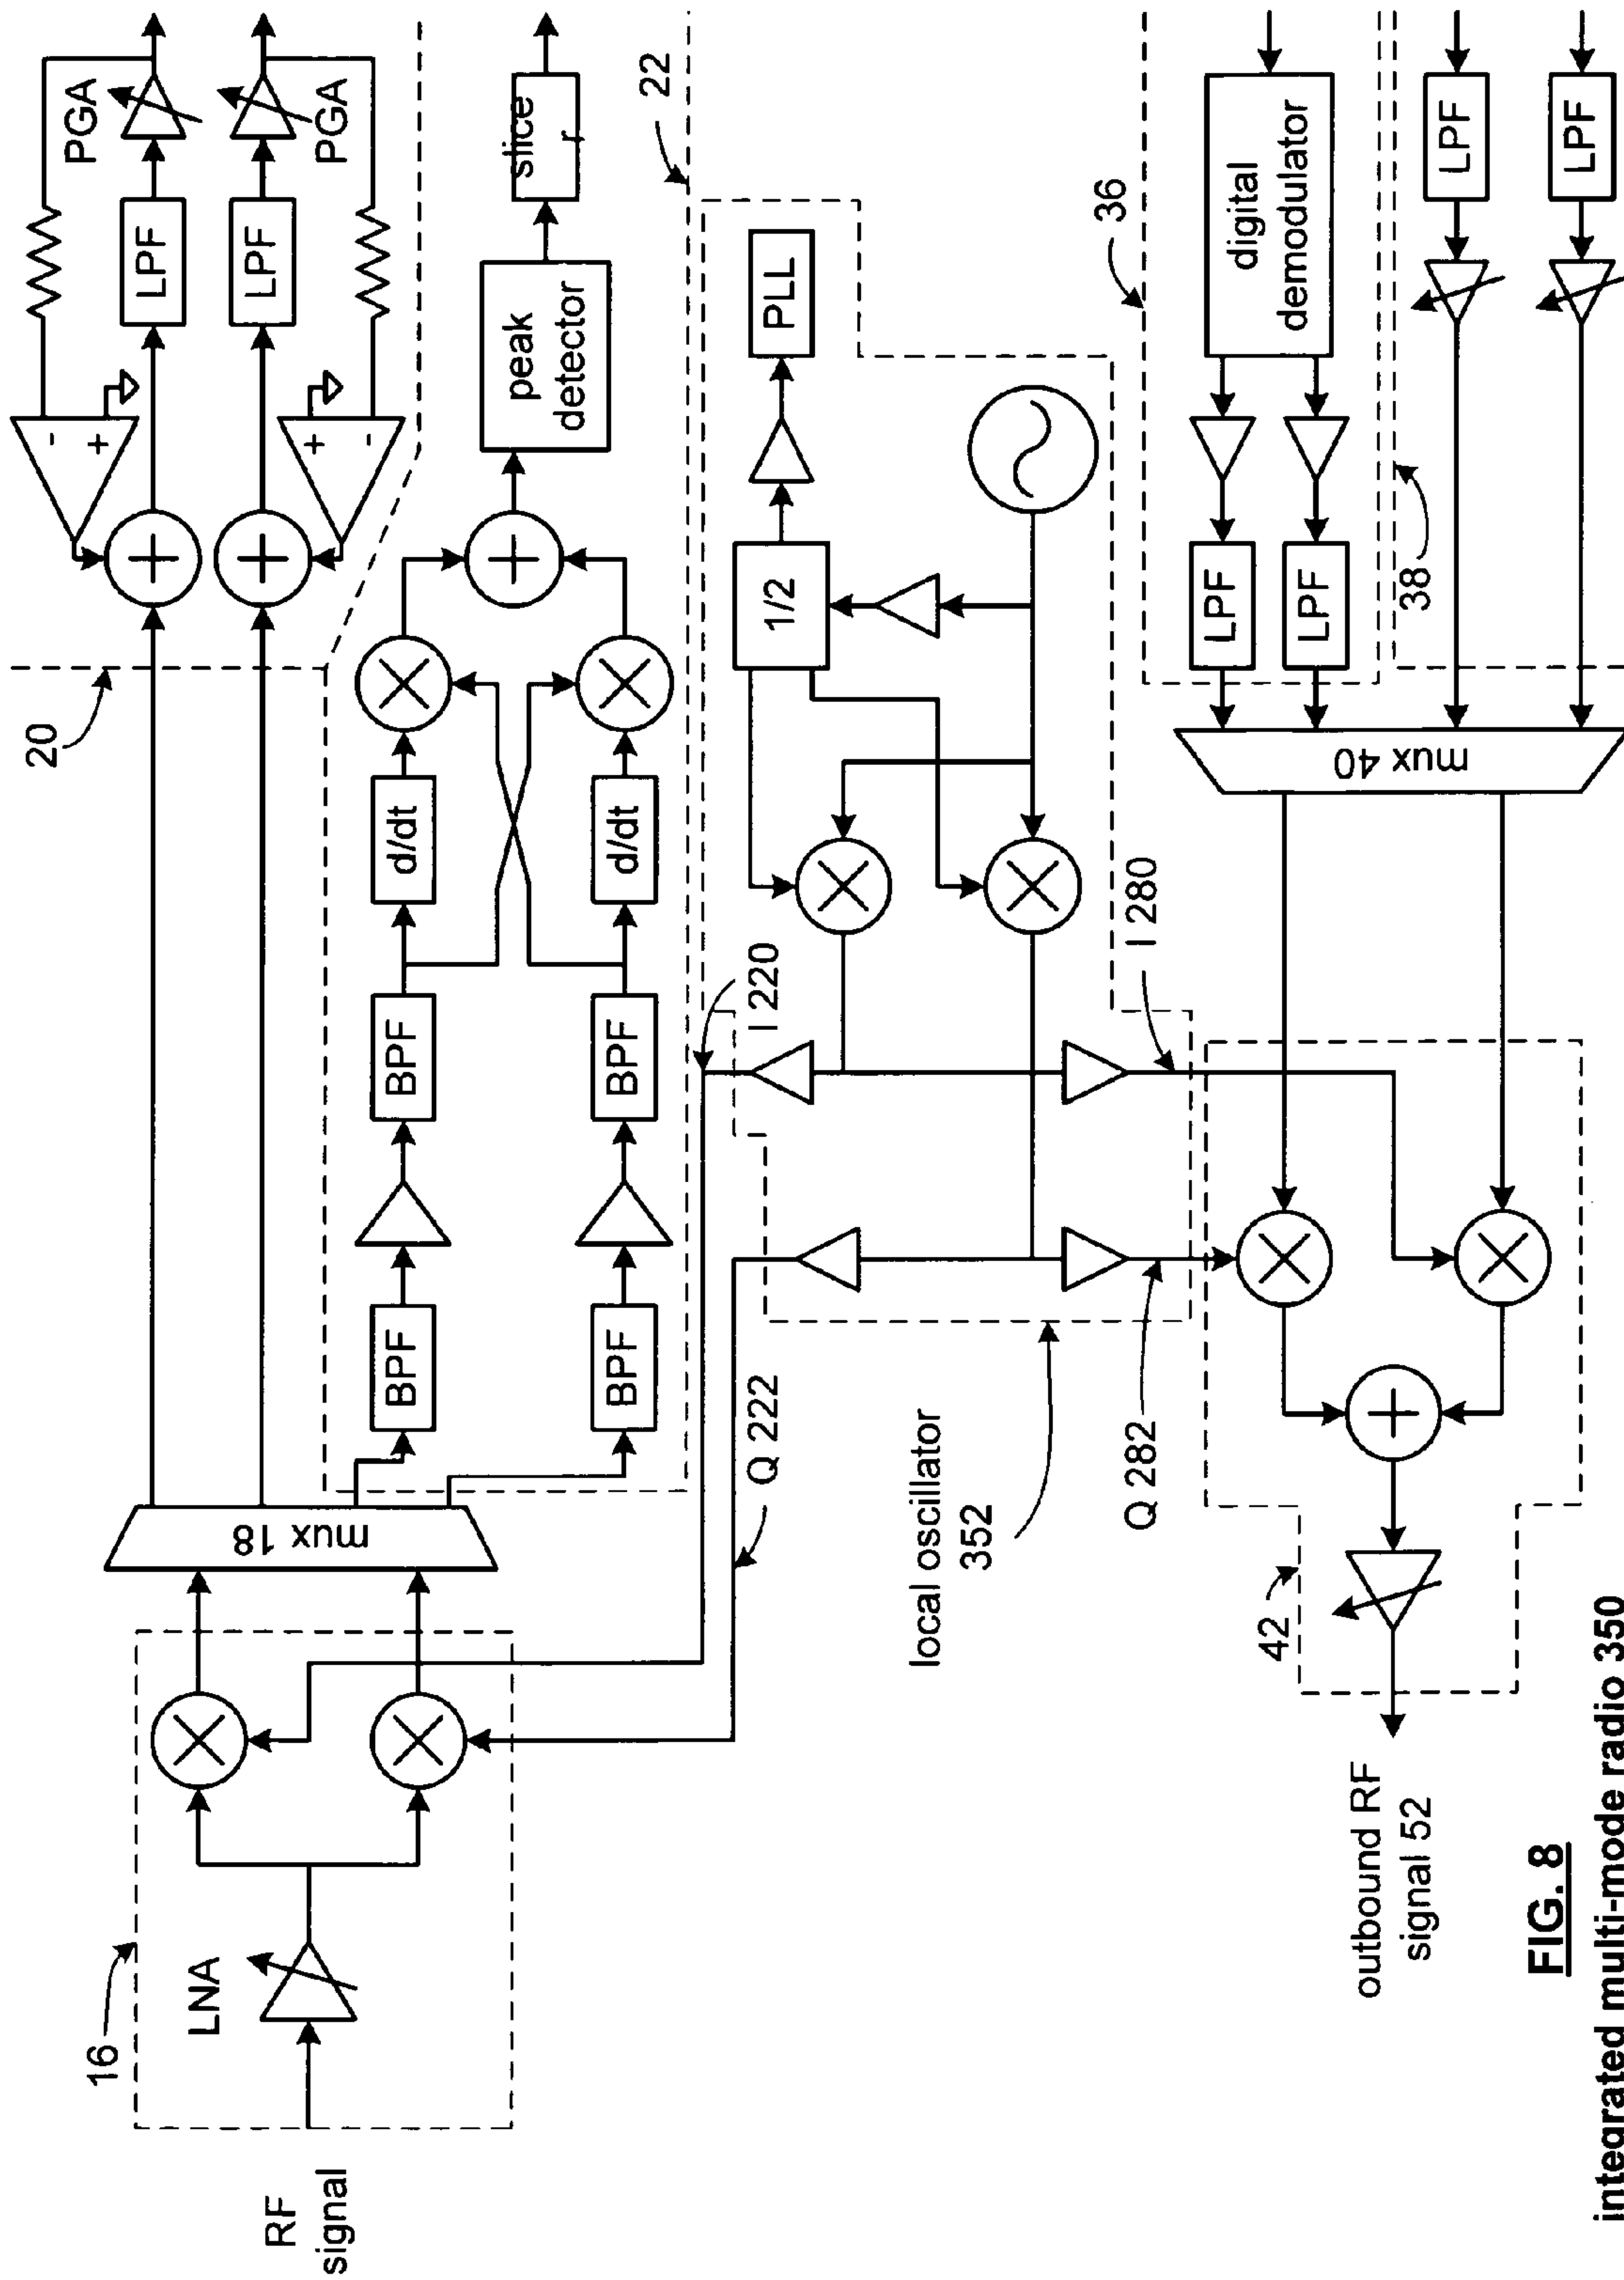 RF
signal
16
LNA
mux 18
20
PGA
LPF
-
+
LPF
PGA
+
-
BPF
BPF
d/dt
BPF
BPF
d/dt
peak
detector
slice
r
22
PLL
1/2
I 220
Q 222
local oscillator
352
I 280
Q 282
36
digital
demodulator
LPF
LPF
38
LPF
LPF
mux 40
42
outbound RF
signal 52
FIG. 8
integrated multi-mode radio 350